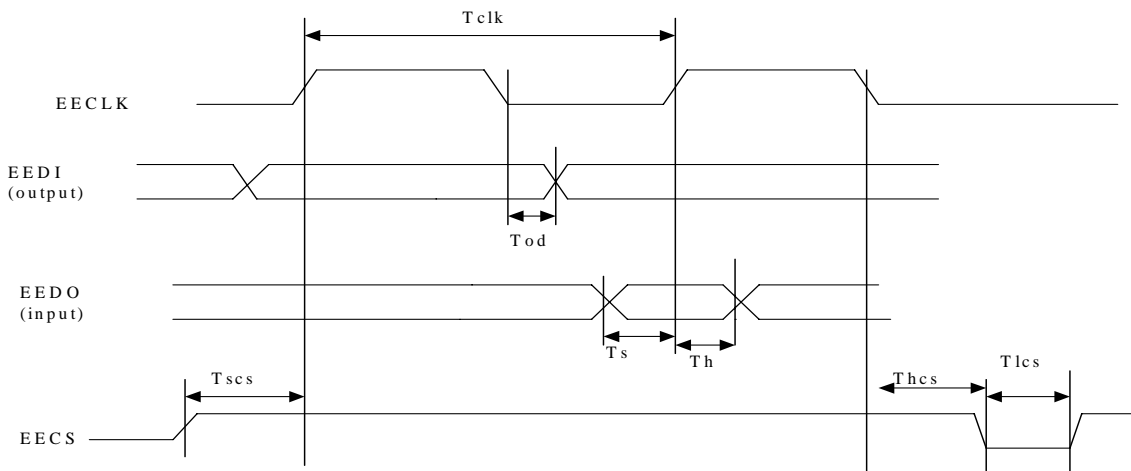 Tclk
EECLK
EEDI
(output)
Tod
EEDO
(input)
Ts
Th
Tscs
Thcs
Tlcs
EECS